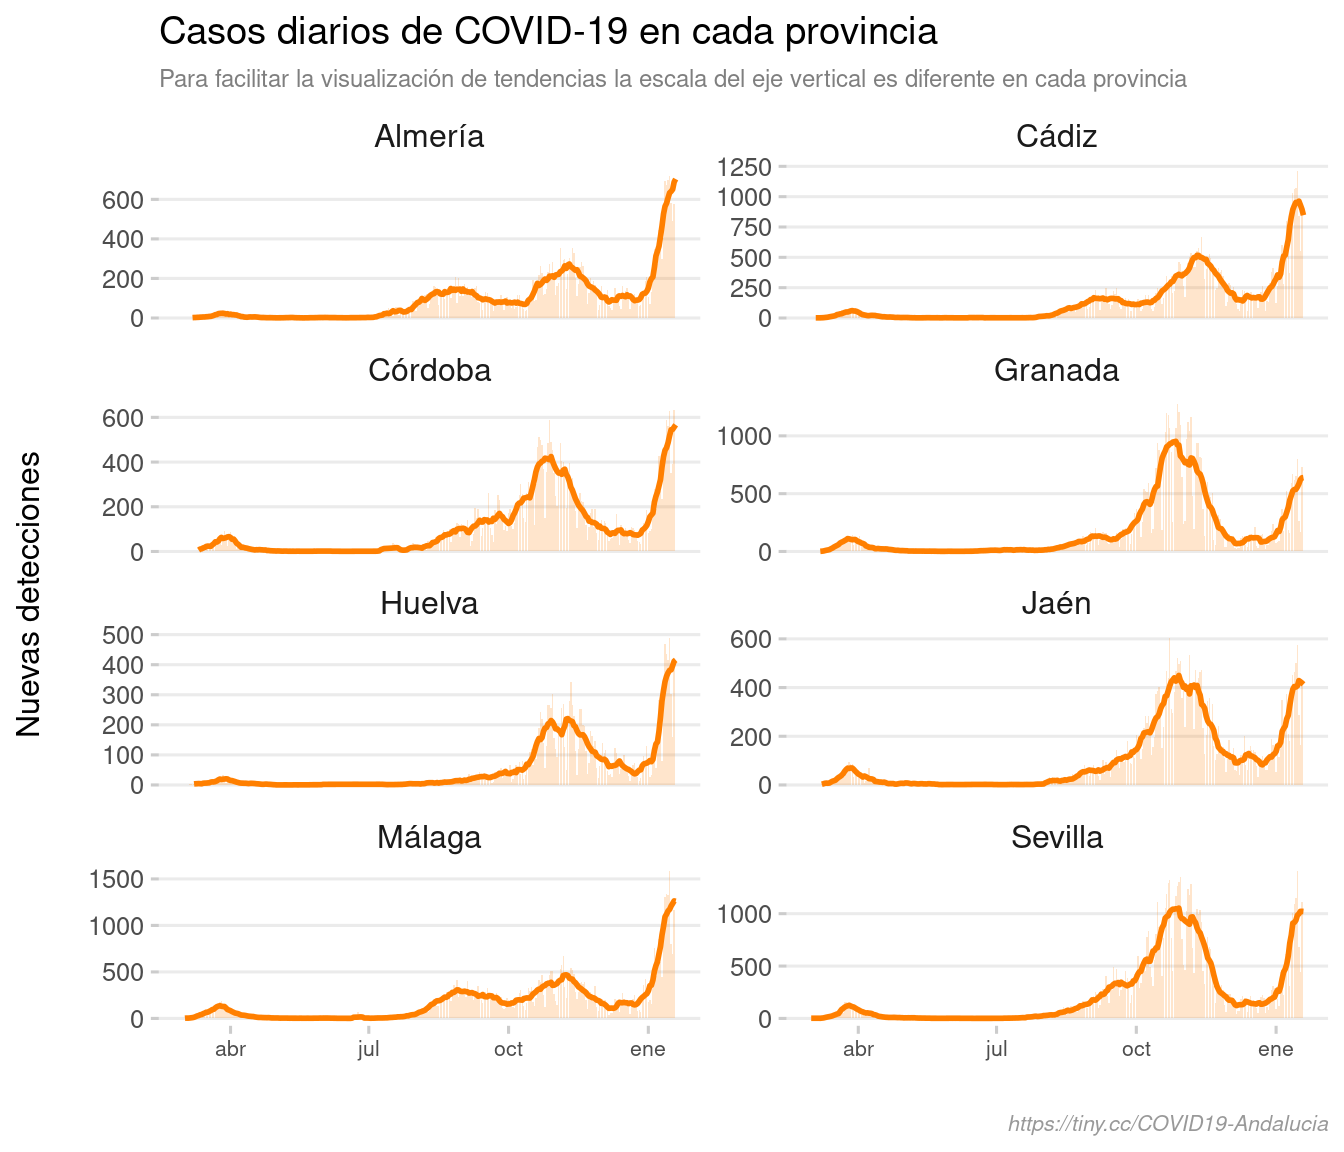 Casos diarios de COVID-19 en cada provincia
Para facilitar la visualización de tendencias la escala del eje vertical es diferente en cada provincia
Nuevas detecciones
Almería
600
400
200
0
Cádiz
1250
1000
750
500
250
0
Córdoba
600
400
200
0
Granada
1000
500
0
Huelva
500
400
300
200
100
0
Jaén
600
400
200
0
Málaga
1500
1000
500
0
abr jul oct ene
Sevilla
1000
500
0
abr jul oct ene
https://tiny.cc/COVID19-Andalucia